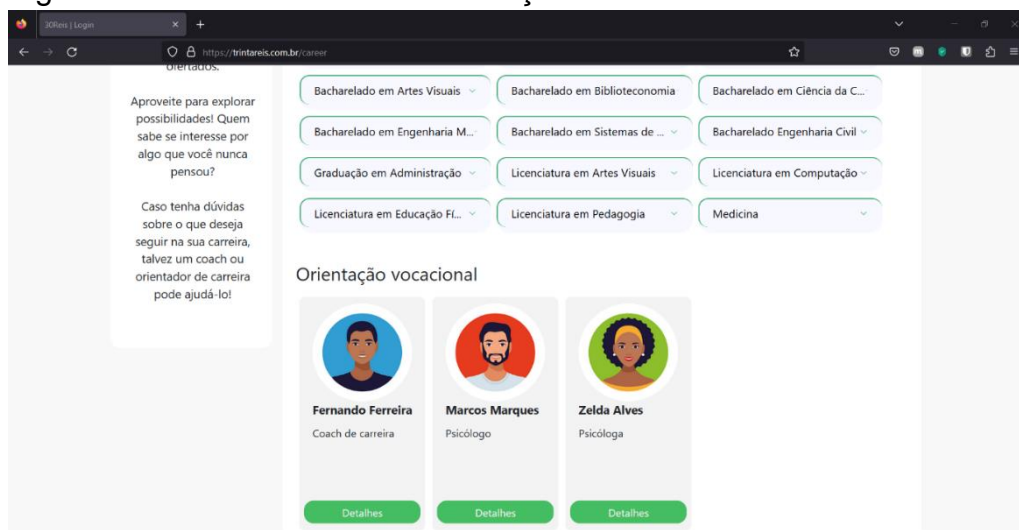 30Reis | Login
https://trintareis.com.br/career
ofertados.
Aproveite para explorar
possibilidades! Quem
sabe se interesse por
algo que você nunca
pensou?
Caso tenha dúvidas
sobre o que deseja
seguir na sua carreira,
talvez um coach ou
orientador de carreira
pode ajudá-lo!
Bacharelado em Artes Visuais
Bacharelado em Biblioteconomia
Bacharelado em Ciência da C...
Bacharelado em Engenharia M...
Bacharelado em Sistemas de ...
Bacharelado Engenharia Civil
Graduação em Administração
Licenciatura em Artes Visuais
Licenciatura em Computação
Licenciatura em Educação Fí...
Licenciatura em Pedagogia
Medicina
Orientação vocacional
Fernando Ferreira
Coach de carreira
Detalhes
Marcos Marques
Psicólogo
Detalhes
Zelda Alves
Psicóloga
Detalhes